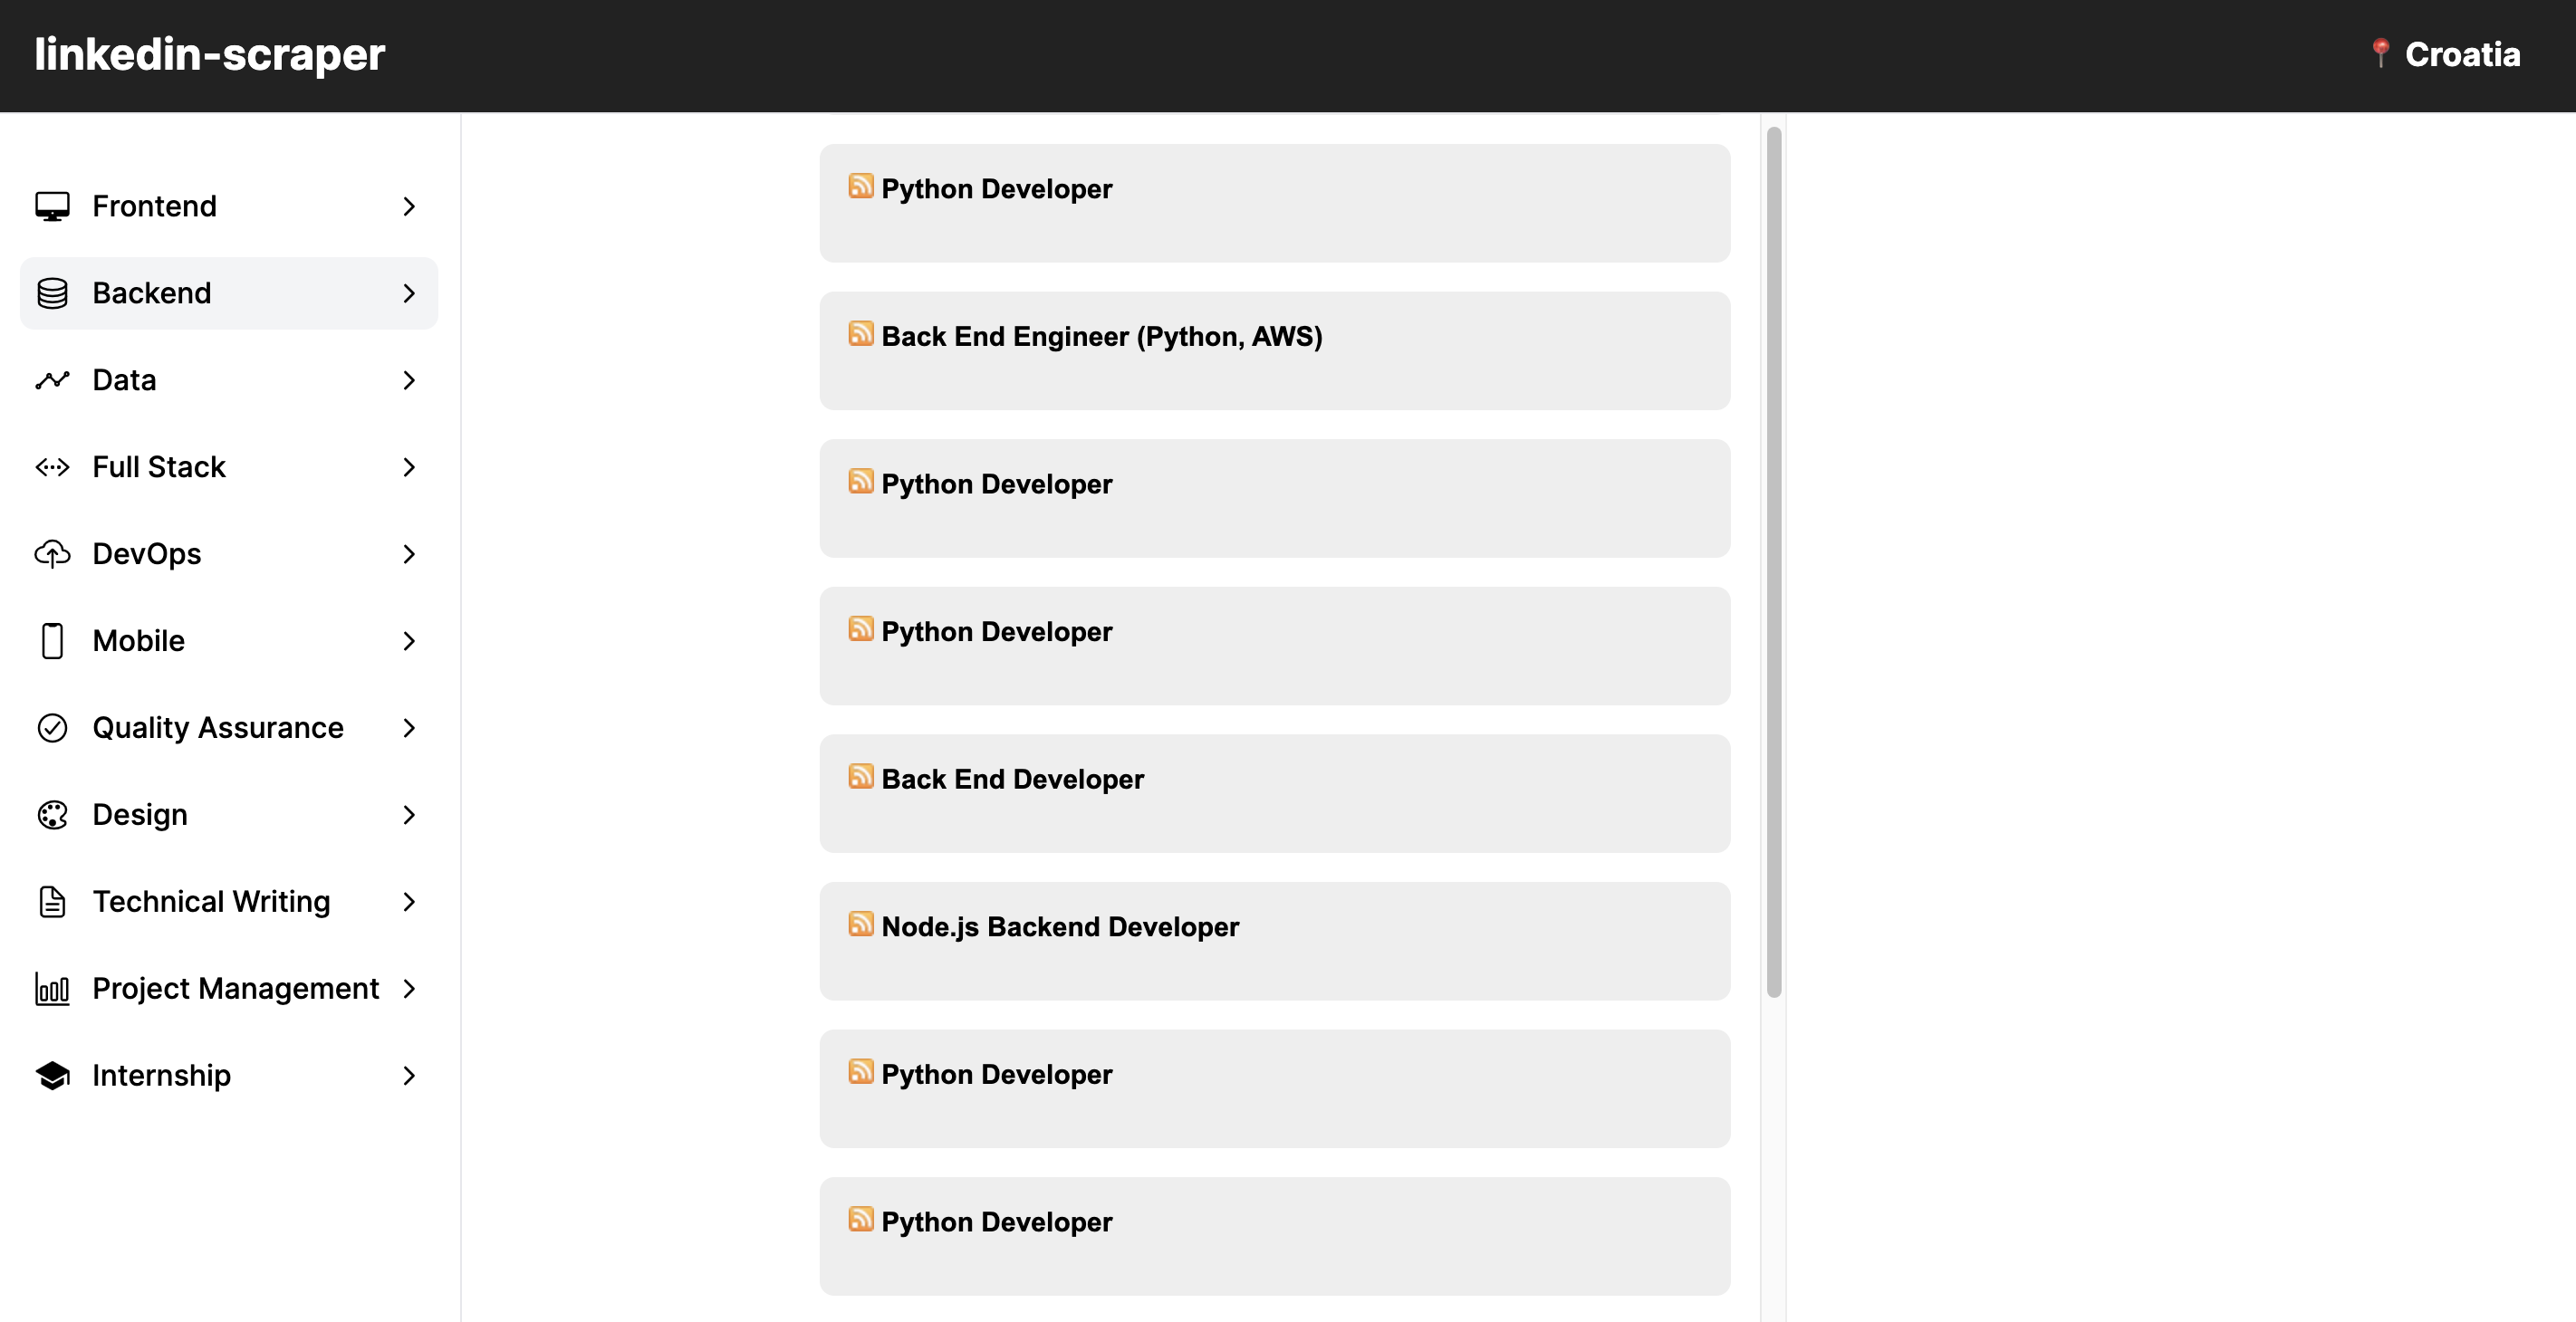 linkedin-scraper
Croatia
Frontend
Backend
Data
Full Stack
DevOps
Mobile
Quality Assurance
Design
Technical Writing
Project Management
Internship
Python Developer
Back End Engineer (Python, AWS)
Python Developer
Python Developer
Back End Developer
Node.js Backend Developer
Python Developer
Python Developer